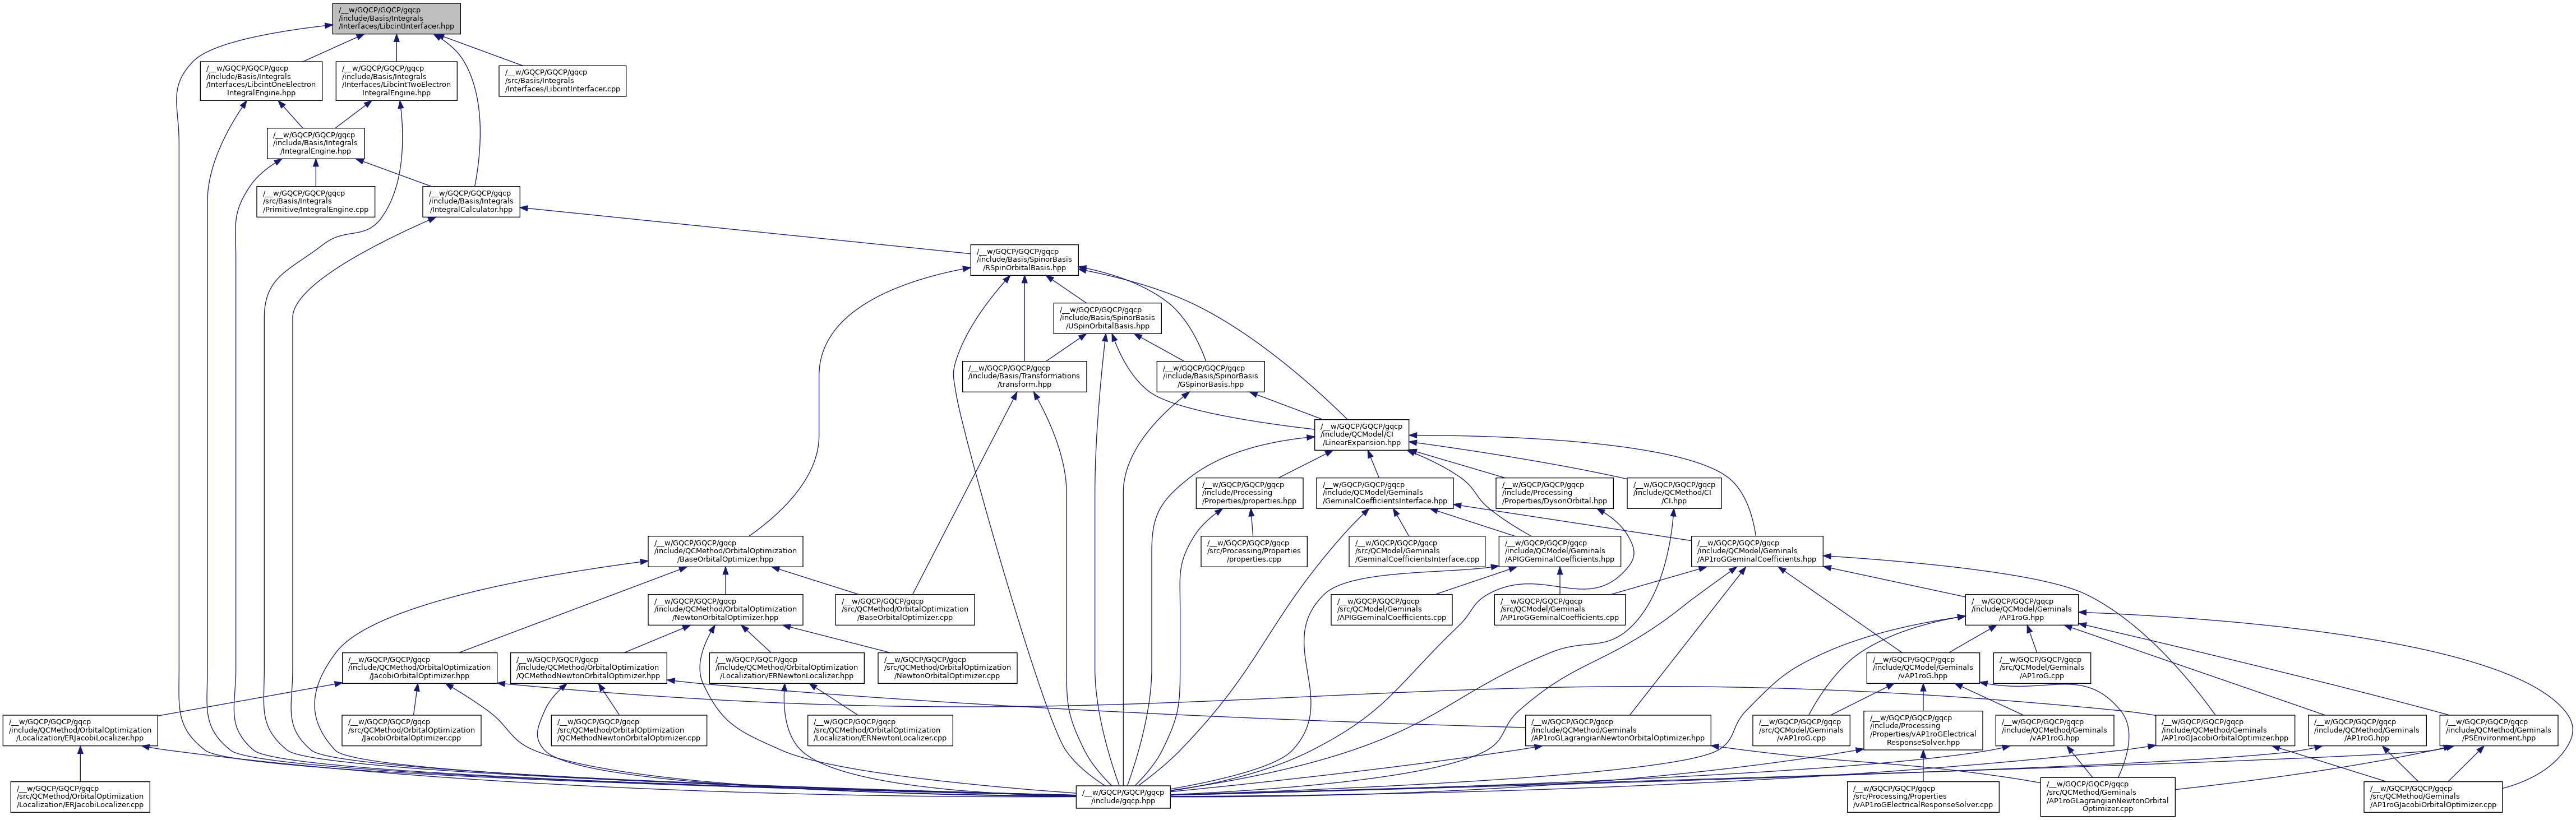 /__w/GQCP/GQCP/gqcp
/include/Basis/Integrals
/Interfaces/LibcintInterfacer.hpp
/__w/GQCP/GQCP/gqcp
/include/Basis/Integrals
/Interfaces/LibcintOneElectron
IntegralEngine.hpp
/__w/GQCP/GQCP/gqcp
/include/Basis/Integrals
/Interfaces/LibcintTwoElectron
IntegralEngine.hpp
/__w/GQCP/GQCP/gqcp
/src/Basis/Integrals
/Interfaces/LibcintInterfacer.cpp
/__w/GQCP/GQCP/gqcp
/include/Basis/Integrals
/IntegralEngine.hpp
/__w/GQCP/GQCP/gqcp
/src/Basis/Integrals
/Primitive/IntegralEngine.cpp
/__w/GQCP/GQCP/gqcp
/include/Basis/Integrals
/IntegralCalculator.hpp
/__w/GQCP/GQCP/gqcp
/include/Basis/SpinorBasis
/RSpinOrbitalBasis.hpp
/__w/GQCP/GQCP/gqcp
/include/Basis/SpinorBasis
/USpinOrbitalBasis.hpp
/__w/GQCP/GQCP/gqcp
/include/Basis/Transformations
/transform.hpp
/__w/GQCP/GQCP/gqcp
/include/Basis/SpinorBasis
/GSpinorBasis.hpp
/__w/GQCP/GQCP/gqcp
/include/QCModel/CI
/LinearExpansion.hpp
/__w/GQCP/GQCP/gqcp
/include/Processing
/Properties/properties.hpp
/__w/GQCP/GQCP/gqcp
/include/QCModel/Geminals
/GeminalCoefficientsInterface.hpp
/__w/GQCP/GQCP/gqcp
/include/Processing
/Properties/DysonOrbital.hpp
/__w/GQCP/GQCP/gqcp
/include/QCMethod/CI
/CI.hpp
/__w/GQCP/GQCP/gqcp
/include/QCMethod/OrbitalOptimization
/BaseOrbitalOptimizer.hpp
/__w/GQCP/GQCP/gqcp
/src/Processing/Properties
/properties.cpp
/__w/GQCP/GQCP/gqcp
/src/QCModel/Geminals
/GeminalCoefficientsInterface.cpp
/__w/GQCP/GQCP/gqcp
/include/QCModel/Geminals
/APIGGeminalCoefficients.hpp
/__w/GQCP/GQCP/gqcp
/include/QCModel/Geminals
/AP1roGGeminalCoefficients.hpp
/__w/GQCP/GQCP/gqcp
/include/QCMethod/OrbitalOptimization
/NewtonOrbitalOptimizer.hpp
/__w/GQCP/GQCP/gqcp
/src/QCMethod/OrbitalOptimization
/BaseOrbitalOptimizer.cpp
/__w/GQCP/GQCP/gqcp
/src/QCModel/Geminals
/APIGGeminalCoefficients.cpp
/__w/GQCP/GQCP/gqcp
/src/QCModel/Geminals
/AP1roGGeminalCoefficients.cpp
/__w/GQCP/GQCP/gqcp
/include/QCModel/Geminals
/AP1roG.hpp
/__w/GQCP/GQCP/gqcp
/include/QCMethod/OrbitalOptimization
/JacobiOrbitalOptimizer.hpp
/__w/GQCP/GQCP/gqcp
/include/QCMethod/OrbitalOptimization
/QCMethodNewtonOrbitalOptimizer.hpp
/__w/GQCP/GQCP/gqcp
/include/QCMethod/OrbitalOptimization
/Localization/ERNewtonLocalizer.hpp
/__w/GQCP/GQCP/gqcp
/src/QCMethod/OrbitalOptimization
/NewtonOrbitalOptimizer.cpp
/__w/GQCP/GQCP/gqcp
/include/QCModel/Geminals
/vAP1roG.hpp
/__w/GQCP/GQCP/gqcp
/src/QCModel/Geminals
/AP1roG.cpp
/__w/GQCP/GQCP/gqcp
/include/QCMethod/OrbitalOptimization
/Localization/ERJacobiLocalizer.hpp
/__w/GQCP/GQCP/gqcp
/src/QCMethod/OrbitalOptimization
/JacobiOrbitalOptimizer.cpp
/__w/GQCP/GQCP/gqcp
/src/QCMethod/OrbitalOptimization
/QCMethodNewtonOrbitalOptimizer.cpp
/__w/GQCP/GQCP/gqcp
/src/QCMethod/OrbitalOptimization
/Localization/ERNewtonLocalizer.cpp
/__w/GQCP/GQCP/gqcp
/include/QCMethod/Geminals
/AP1roGLagrangianNewtonOrbitalOptimizer.hpp
/__w/GQCP/GQCP/gqcp
/src/QCModel/Geminals
/vAP1roG.cpp
/__w/GQCP/GQCP/gqcp
/include/Processing
/Properties/vAP1roGElectrical
ResponseSolver.hpp
/__w/GQCP/GQCP/gqcp
/include/QCMethod/Geminals
/vAP1roG.hpp
/__w/GQCP/GQCP/gqcp
/include/QCMethod/Geminals
/AP1roGJacobiOrbitalOptimizer.hpp
/__w/GQCP/GQCP/gqcp
/include/QCMethod/Geminals
/AP1roG.hpp
/__w/GQCP/GQCP/gqcp
/include/QCMethod/Geminals
/PSEnvironment.hpp
/__w/GQCP/GQCP/gqcp
/src/QCMethod/OrbitalOptimization
/Localization/ERJacobiLocalizer.cpp
/__w/GQCP/GQCP/gqcp
/include/gqcp.hpp
/__w/GQCP/GQCP/gqcp
/src/Processing/Properties
/vAP1roGElectricalResponseSolver.cpp
/__w/GQCP/GQCP/gqcp
/src/QCMethod/Geminals
/AP1roGLagrangianNewtonOrbital
Optimizer.cpp
/__w/GQCP/GQCP/gqcp
/src/QCMethod/Geminals
/AP1roGJacobiOrbitalOptimizer.cpp